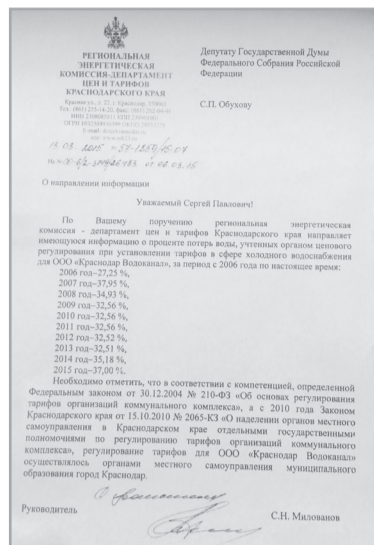 РЕГИОНАЛЬНАЯ
ЭНЕРГЕТИЧЕСКАЯ
КОМИССИЯ-ДЕПАРТАМЕНТ
ЦЕН И ТАРИФОВ
КРАСНОДАРСКОГО КРАЯ
Красная ул., д. 22, г. Краснодар,
Депутату Государственной Думы
Федерального Собрания Российской
Федерации
С.П. Обухову
О направлении информации
Уважаемый Сергей Павлович!
По Вашему поручению региональная энергетическая
комиссия - департамент цен и тарифов Краснодарского края направляет
имеющуюся информацию о проценте потерь воды, учтенных органом ценового
регулирования при установлении тарифов в сфере холодного водоснабжения
для ООО «Краснодар Водоканал», за период с 2006 года по настоящее время:
2006 год–27,25 %,
2007 год–37,95 %,
2008 год–34,93 %,
2009 год–32,56 %,
2010 год–32,56 %,
2011 год–32,56 %,
2012 год–32,52 %,
2013 год–32,51 %,
2014 год–35,18 %,
2015 год–37,00 %.
Необходимо отметить, что в соответствии с компетенцией, определенной
Федеральным законом от 30.12.2004 № 210-ФЗ «Об основах регулирования
тарифов организаций коммунального комплекса», а с 2010 года Законом
Краснодарского края от 15.10.2010 № 2065-КЗ «О наделении органов местного
самоуправления в Краснодарском крае отдельными государственными
полномочиями по регулированию тарифов организаций коммунального
комплекса», регулирование тарифов для ООО «Краснодар Водоканал»
осуществлялось органами местного самоуправления муниципального
образования город Краснодар.
Руководитель
С.Н. Милованов